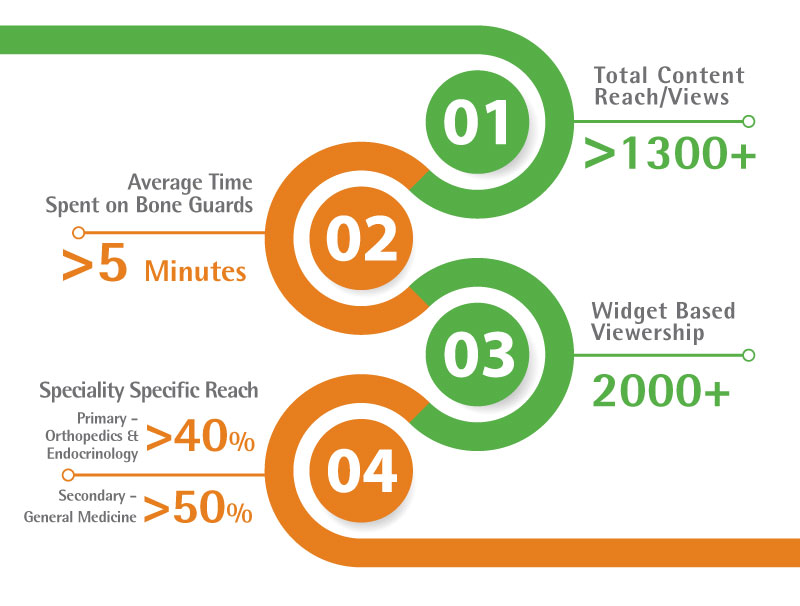 01
Total Content
Reach/Views
>1300+
02
Average Time
Spent on Bone Guards
>5 Minutes
03
Widget Based
Viewership
2000+
04
Speciality Specific Reach
Primary –
Orthopedics &
Endocrinology
>40%
Secondary –
General Medicine
>50%